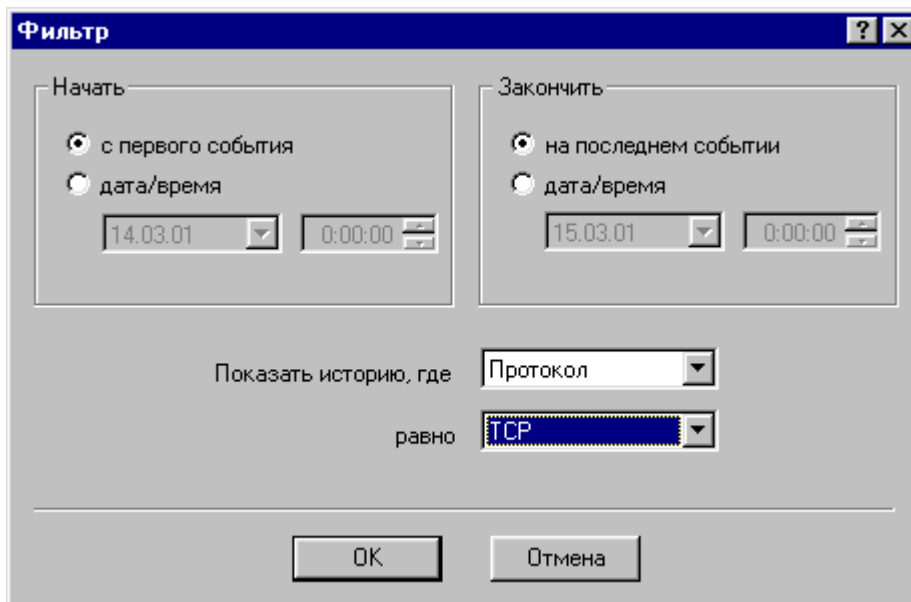 Фильтр
Начать
Закончить
с первого события
на последнем событии
дата/время
дата/время
14.03.01 0:00:00
15.03.01 0:00:00
Показать историю, где Протокол
равно TCP
OK Отмена